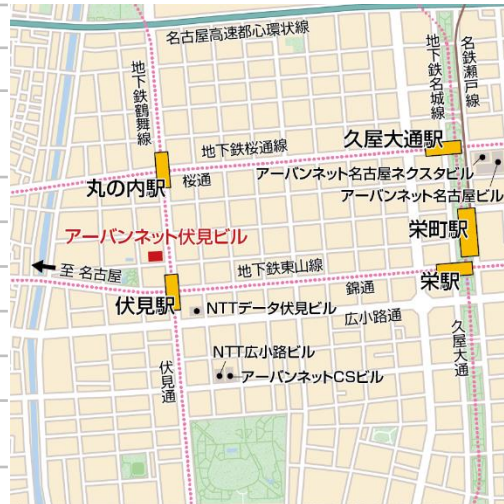 名古屋高速都心環状線
地下鉄鶴舞線
地下鉄名城線
名鉄瀬戸線
久屋大通駅
地下鉄桜通線
アーバンネット名古屋ネクスタビル
丸の内駅
桜通
アーバンネット名古屋ビル
栄町駅
アーバンネット伏見ビル
至 名古屋
地下鉄東山線
栄駅
伏見駅
錦通
NTTデータ伏見ビル
広小路通
久屋大通
NTT広小路ビル
伏見通
アーバンネットCSビル